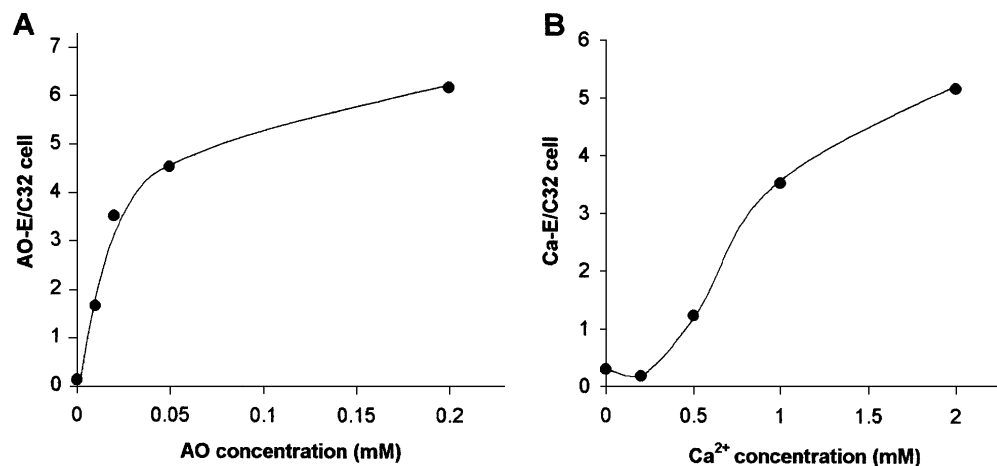 A
7
6
5
4
3
2
1
0
AO-E/C32 cell
0 0.05 0.1 0.15 0.2
AO concentration (mM)
B
6
5
4
3
2
1
0
Ca-E/C32 cell
0 0.5 1 1.5 2
Ca²⁺ concentration (mM)